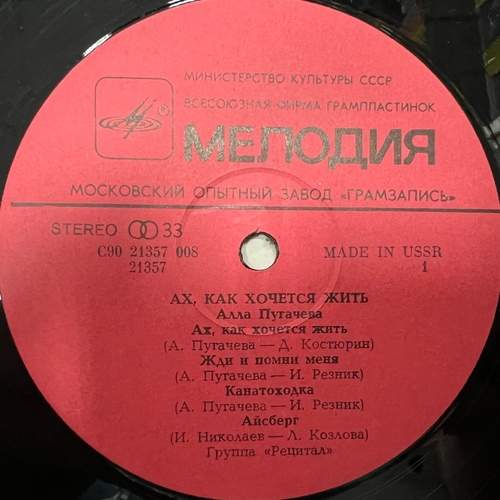 МИНИСТЕРСТВО КУЛЬТУРЫ СССР
ВСЕСОЮЗНАЯ ФИРМА ГРАМПЛАСТИНОК
МЕЛОДИЯ
МОСКОВСКИЙ ОПЫТНЫЙ ЗАВОД «ГРАМЗАПИСЬ»
STEREO 33
С90 21357 008 MADE IN USSR
21357 1
АХ, КАК ХОЧЕТСЯ ЖИТЬ
Алла Пугачева
Ах, как хочется жить
(А. Пугачева — Д. Костюрин)
Жди и помни меня
(А. Пугачева — И. Резник)
Канатоходка
(А. Пугачева — И. Резник)
Айсберг
(И. Николаев — Л. Козлова)
Группа «Рецитал»